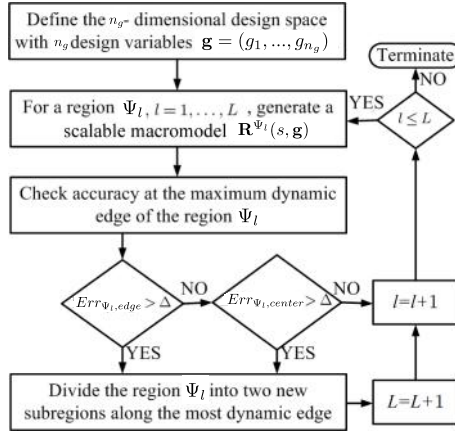 Define the n_g- dimensional design space
with n_g design variables g = (g_1, ..., g_{n_g})
Terminate
NO
YES
For a region Ψ_l, l = 1, ..., L , generate a
scalable macromodel R^{Ψ_l}(s, g)
l ≤ L
Check accuracy at the maximum dynamic
edge of the region Ψ_l
Err_{Ψ_l,edge} > Δ
NO
Err_{Ψ_l,center} > Δ
NO
l=l+1
YES
YES
Divide the region Ψ_l into two new
subregions along the most dynamic edge
L=L+1